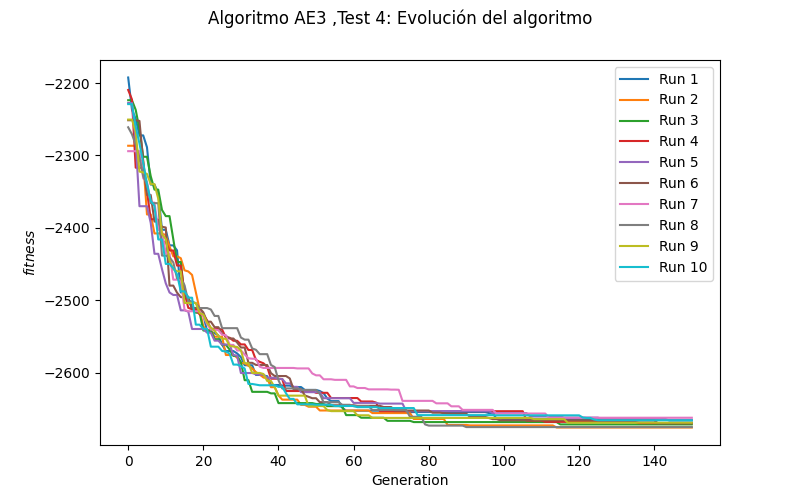 Algoritmo AE3 ,Test 4: Evolución del algoritmo
−2200
−2300
−2400
−2500
−2600
fitness
0
20
40
60
80
100
120
140
Generation
Run 1
Run 2
Run 3
Run 4
Run 5
Run 6
Run 7
Run 8
Run 9
Run 10